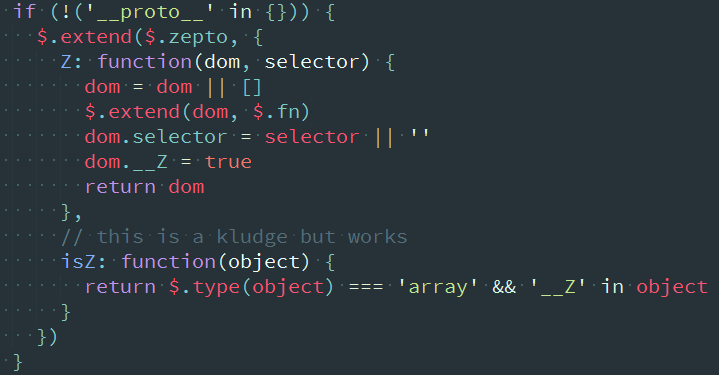 if (!('__proto__' in {})) {
  $.extend($.zepto, {
    Z: function(dom, selector) {
      dom = dom || []
      $.extend(dom, $.fn)
      dom.selector = selector || ''
      dom.__Z = true
      return dom
    },
    // this is a kludge but works
    isZ: function(object) {
      return $.type(object) === 'array' && '__Z' in object
    }
  })
}